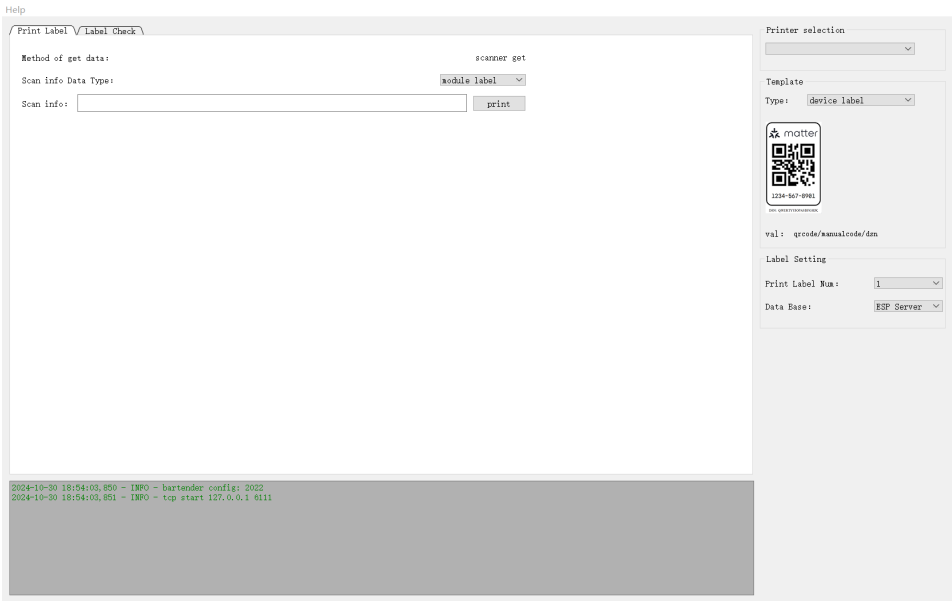 Help
Print Label
Label Check
Method of get data:
scanner get
Scan info Data Type:
module label
Scan info:
print
Printer selection
Template
Type:
device label
matter
1234-567-8901
val: qrcode/manualcode/dsn
Label Setting
Print Label Num:
1
Data Base:
ESP Server
2024-10-30 18:54:03,850 - INFO - bartender config: 2022
2024-10-30 18:54:03,851 - INFO - tcp start 127.0.0.1 6111